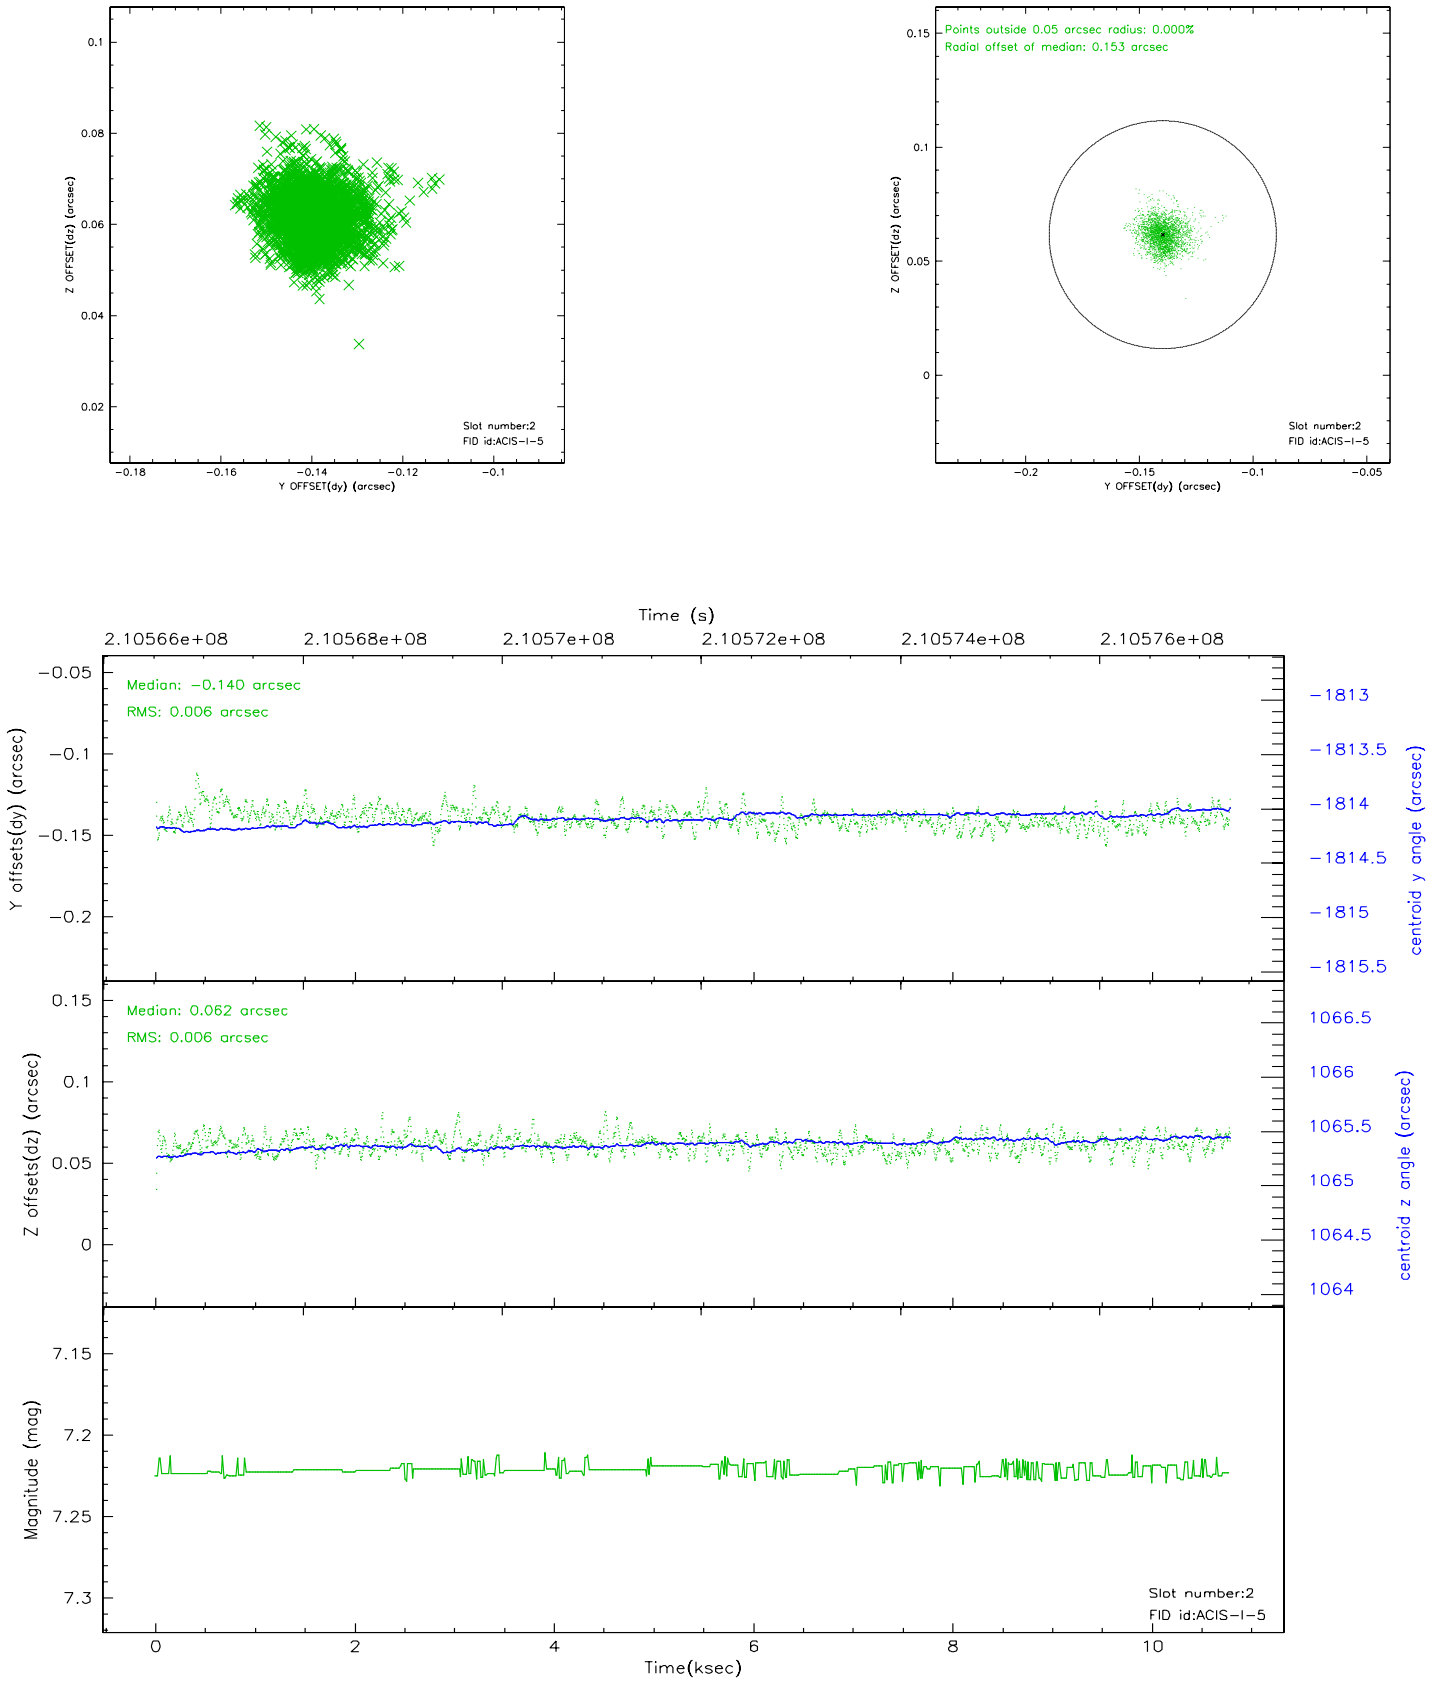 0.1
0.08
0.06
0.04
0.02
Z OFFSET(dz) (arcsec)
Slot number:2
FID id:ACIS-I-5
-0.18 -0.16 -0.14 -0.12 -0.1
Y OFFSET(dy) (arcsec)
Points outside 0.05 arcsec radius: 0.000%
Radial offset of median: 0.153 arcsec
0.15
0.1
0.05
0
Z OFFSET(dz) (arcsec)
Slot number:2
FID id:ACIS-I-5
-0.2 -0.15 -0.1 -0.05
Y OFFSET(dy) (arcsec)
Time (s)
2.10566e+08 2.10568e+08 2.1057e+08 2.10572e+08 2.10574e+08 2.10576e+08
Median: -0.140 arcsec
RMS: 0.006 arcsec
-0.05
-0.1
-0.15
-0.2
Y offsets(dy) (arcsec)
-1813
-1813.5
-1814
-1814.5
-1815
-1815.5
centroid y angle (arcsec)
Median: 0.062 arcsec
RMS: 0.006 arcsec
0.15
0.1
0.05
0
Z offsets(dz) (arcsec)
1066.5
1066
1065.5
1065
1064.5
1064
centroid z angle (arcsec)
7.15
7.2
7.25
7.3
Magnitude (mag)
Slot number:2
FID id:ACIS-I-5
0 2 4 6 8 10
Time(ksec)